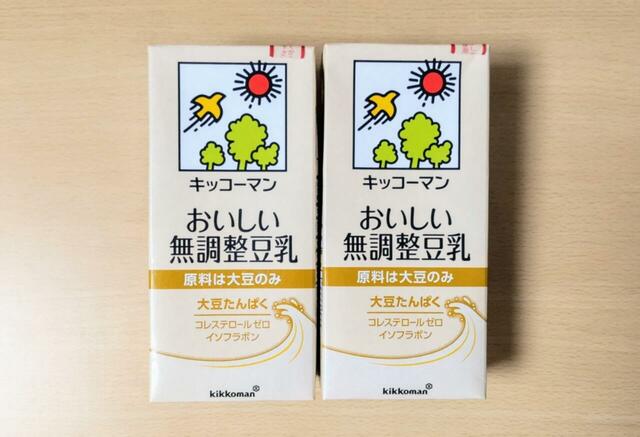 キッコーマン
おいしい
無調整豆乳
原料は大豆のみ
大豆たんぱく
コレステロールゼロ
イソフラボン
kikkoman®
キッコーマン
おいしい
無調整豆乳
原料は大豆のみ
大豆たんぱく
コレステロールゼロ
イソフラボン
kikkoman®